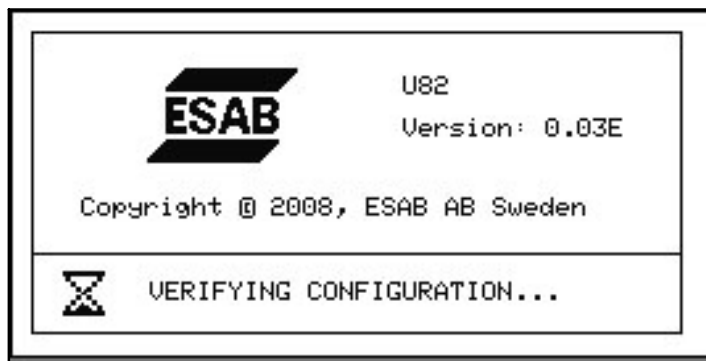 ESAB
U82
Version: 0.03E
Copyright © 2008, ESAB AB Sweden
VERIFYING CONFIGURATION...